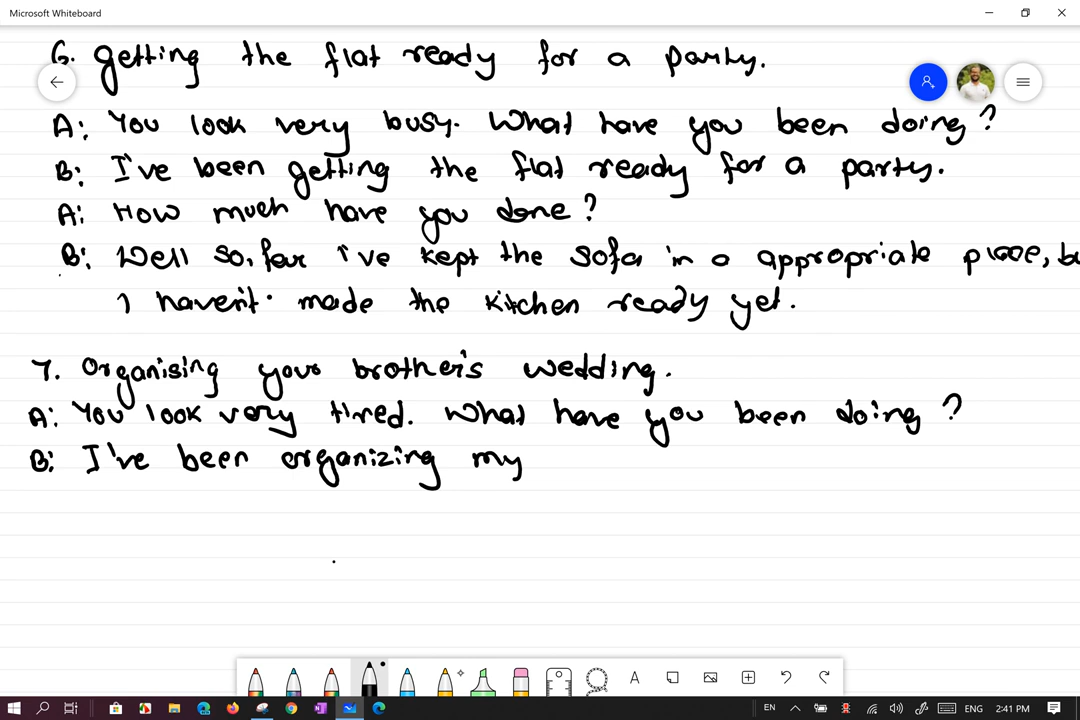 Microsoft Whiteboard
6. getting the flat ready for a party.
A: You look very busy. What have you been doing?
B: I've been getting the flat ready for a party.
A: How much have you done?
B: Well so, far I've kept the sofa in a appropriate place, bu
I haven't. made the kitchen ready yet.
7. Organising your brother's wedding.
A: You look very tired. What have you been doing?
B: I've been organizing my
A
EN ENG 2:41 PM